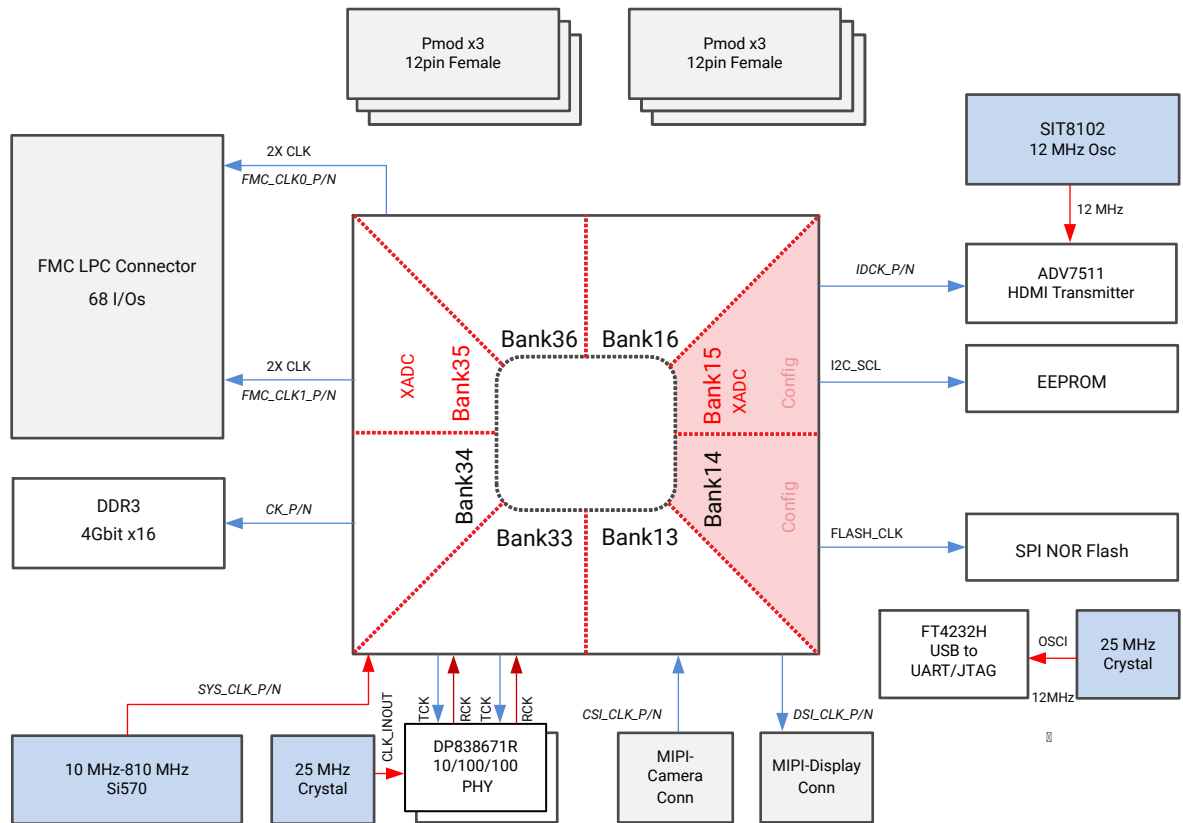 Pmod x3
12pin Female
Pmod x3
12pin Female
SIT8102
12 MHz Osc
2X CLK
FMC_CLK0_P/N
12 MHz
FMC LPC Connector
68 I/Os
IDCK_P/N
ADV7511
HDMI Transmitter
Bank36
Bank16
2X CLK
FMC_CLK1_P/N
XADC
Bank35
Bank15
XADC
Config
I2C_SCL
EEPROM
DDR3
4Gbit x16
CK_P/N
Bank34
Bank33
Bank13
Bank14
Config
FLASH_CLK
SPI NOR Flash
FT4232H
USB to
UART/JTAG
OSCI
12MHz
25 MHz
Crystal
SYS_CLK_P/N
CLK_INOUT
TCK
RCK
TCK
RCK
CSI_CLK_P/N
DSI_CLK_P/N
10 MHz-810 MHz
Si570
25 MHz
Crystal
DP838671R
10/100/100
PHY
MIPI-
Camera
Conn
MIPI-Display
Conn